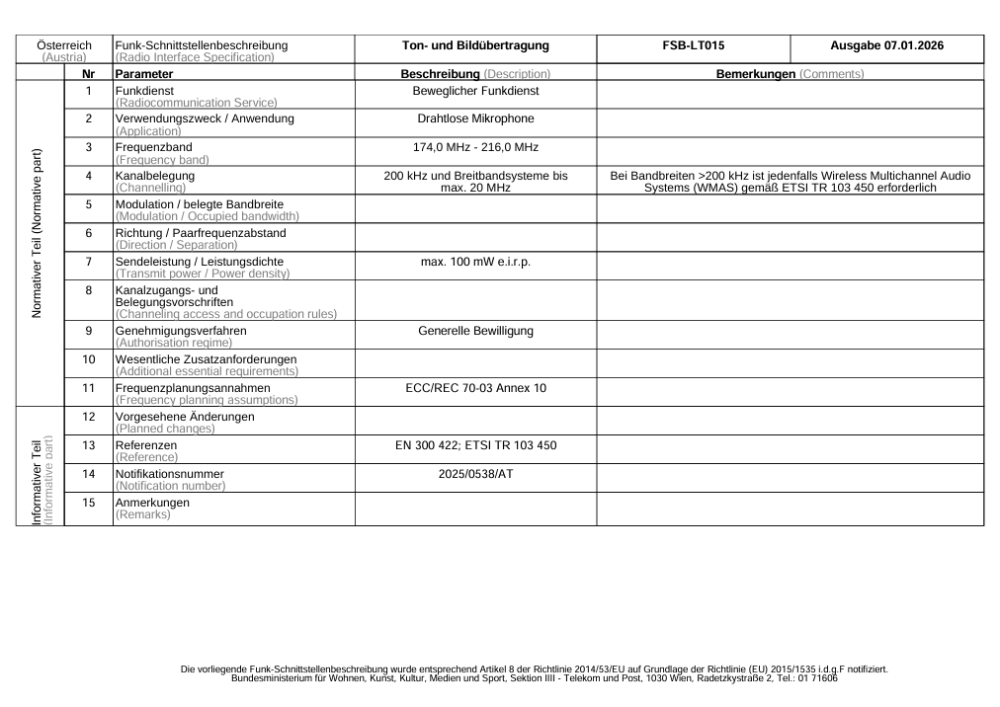 Österreich
(Austria)
Funk-Schnittstellenbeschreibung
(Radio Interface Specification)
Ton- und Bildübertragung
FSB-LT015
Ausgabe 07.01.2026
Nr
Parameter
Beschreibung (Description)
Bemerkungen (Comments)
Normativer Teil (Normative part)
1
Funkdienst
(Radiocommunication Service)
Beweglicher Funkdienst
2
Verwendungszweck / Anwendung
(Application)
Drahtlose Mikrophone
3
Frequenzband
(Frequency band)
174,0 MHz - 216,0 MHz
4
Kanalbelegung
(Channelling)
200 kHz und Breitbandsysteme bis
max. 20 MHz
Bei Bandbreiten >200 kHz ist jedenfalls Wireless Multichannel Audio
Systems (WMAS) gemäß ETSI TR 103 450 erforderlich
5
Modulation / belegte Bandbreite
(Modulation / Occupied bandwidth)
6
Richtung / Paarfrequenzabstand
(Direction / Separation)
7
Sendeleistung / Leistungsdichte
(Transmit power / Power density)
max. 100 mW e.i.r.p.
8
Kanalzugangs- und
Belegungsvorschriften
(Channeling access and occupation rules)
9
Genehmigungsverfahren
(Authorisation regime)
Generelle Bewilligung
10
Wesentliche Zusatzanforderungen
(Additional essential requirements)
11
Frequenzplanungsannahmen
(Frequency planning assumptions)
ECC/REC 70-03 Annex 10
Informativer Teil
(Informative part)
12
Vorgesehene Änderungen
(Planned changes)
13
Referenzen
(Reference)
EN 300 422; ETSI TR 103 450
14
Notifikationsnummer
(Notification number)
2025/0538/AT
15
Anmerkungen
(Remarks)
Die vorliegende Funk-Schnittstellenbeschreibung wurde entsprechend Artikel 8 der Richtlinie 2014/53/EU auf Grundlage der Richtlinie (EU) 2015/1535 i.d.g.F notifiziert.
Bundesministerium für Wohnen, Kunst, Kultur, Medien und Sport, Sektion IIII - Telekom und Post, 1030 Wien, Radetzkystraße 2, Tel.: 01 71606